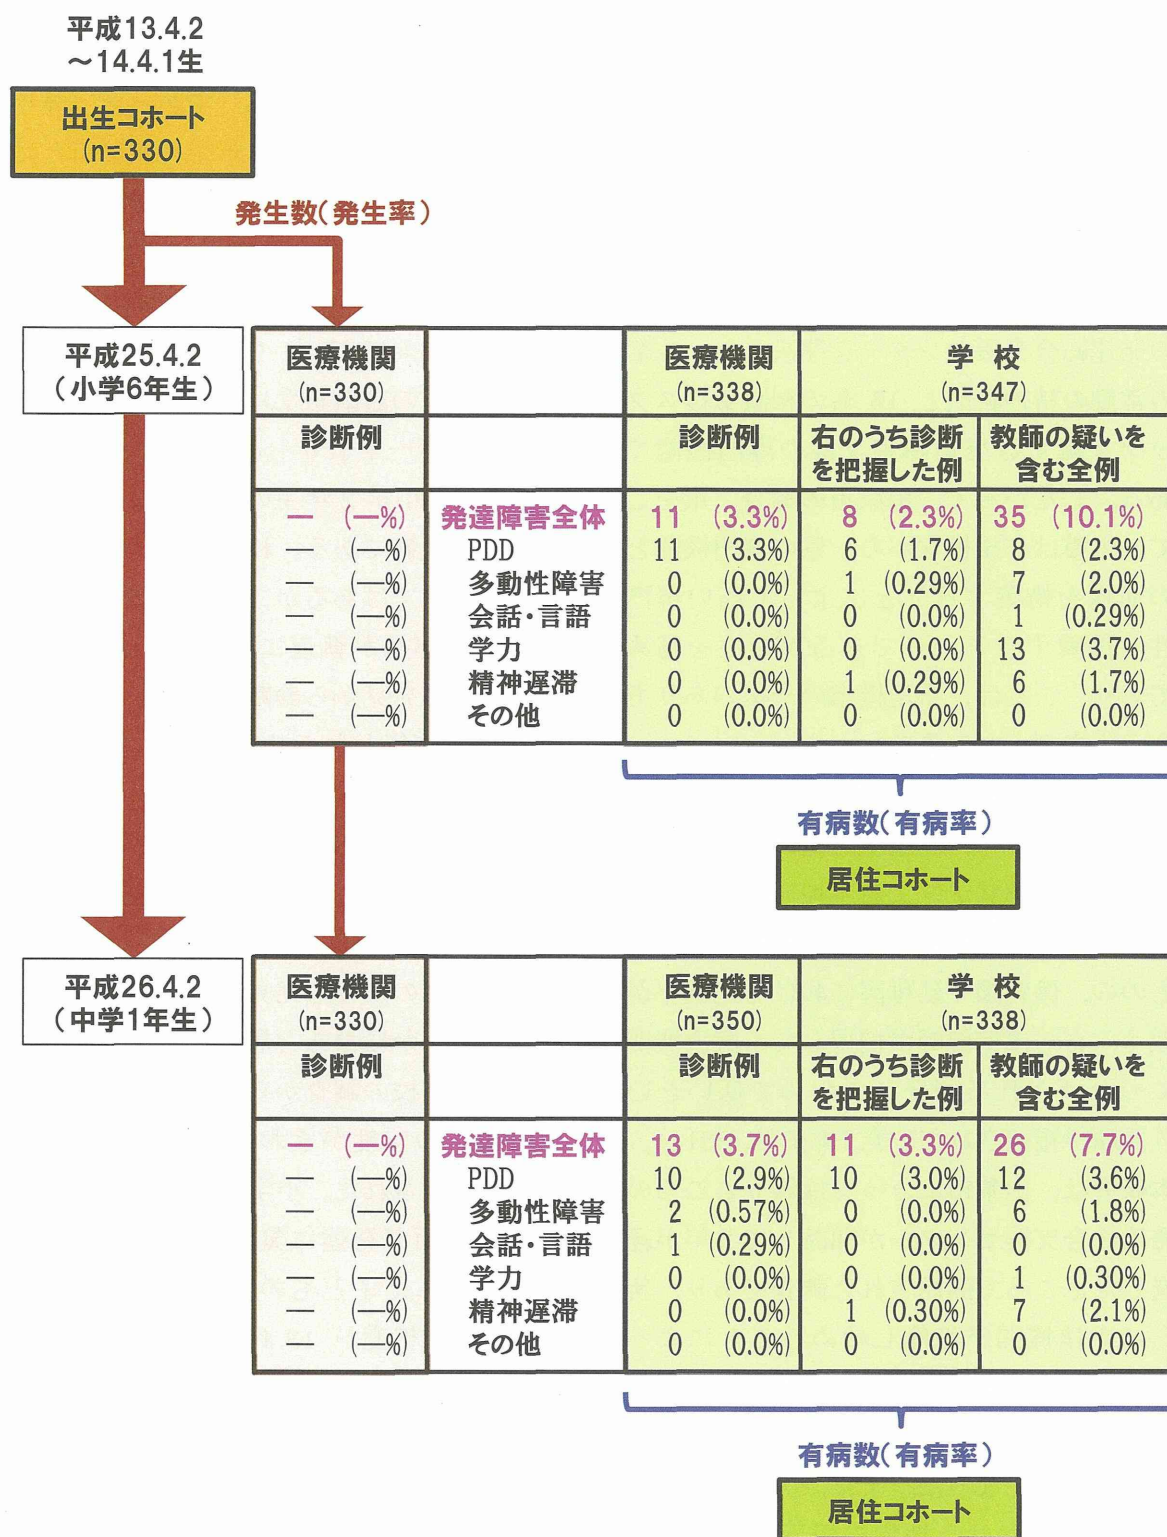 平成13.4.2
～14.4.1生
出生コホート
(n=330)
発生数(発生率)
平成25.4.2
(小学6年生)
医療機関 医療機関 学 校
(n=330) (n=338) (n=347)
診断例 診断例 右のうち診断 教師の疑いを
を把握した例 含む全例
― (―%) 発達障害全体 11 (3.3%) 8 (2.3%) 35 (10.1%)
― (―%) PDD 11 (3.3%) 6 (1.7%) 8 (2.3%)
― (―%) 多動性障害 0 (0.0%) 1 (0.29%) 7 (2.0%)
― (―%) 会話・言語 0 (0.0%) 0 (0.0%) 1 (0.29%)
― (―%) 学力 0 (0.0%) 0 (0.0%) 13 (3.7%)
― (―%) 精神遅滞 0 (0.0%) 1 (0.29%) 6 (1.7%)
― (―%) その他 0 (0.0%) 0 (0.0%) 0 (0.0%)
有病数(有病率)
居住コホート
平成26.4.2
(中学1年生)
医療機関 医療機関 学 校
(n=330) (n=350) (n=338)
診断例 診断例 右のうち診断 教師の疑いを
を把握した例 含む全例
― (―%) 発達障害全体 13 (3.7%) 11 (3.3%) 26 (7.7%)
― (―%) PDD 10 (2.9%) 10 (3.0%) 12 (3.6%)
― (―%) 多動性障害 2 (0.57%) 0 (0.0%) 6 (1.8%)
― (―%) 会話・言語 1 (0.29%) 0 (0.0%) 0 (0.0%)
― (―%) 学力 0 (0.0%) 0 (0.0%) 1 (0.30%)
― (―%) 精神遅滞 0 (0.0%) 1 (0.30%) 7 (2.1%)
― (―%) その他 0 (0.0%) 0 (0.0%) 0 (0.0%)
有病数(有病率)
居住コホート